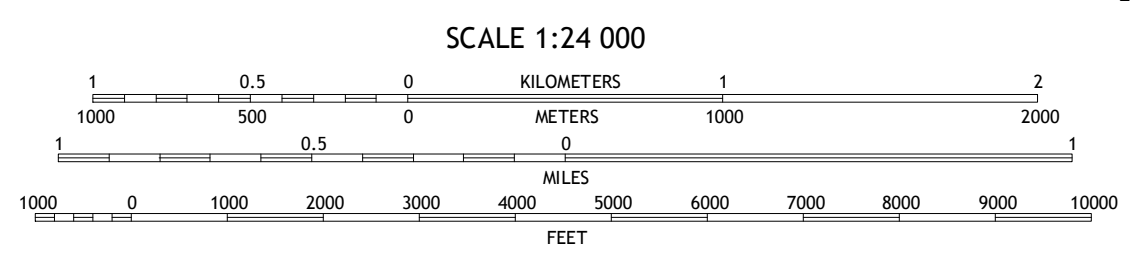 SCALE 1:24 000
1 0.5 0 KILOMETERS 1 2
1000 500 0 METERS 1000 2000
1 0.5 0 1
MILES
1000 0 1000 2000 3000 4000 5000 6000 7000 8000 9000 10000
FEET